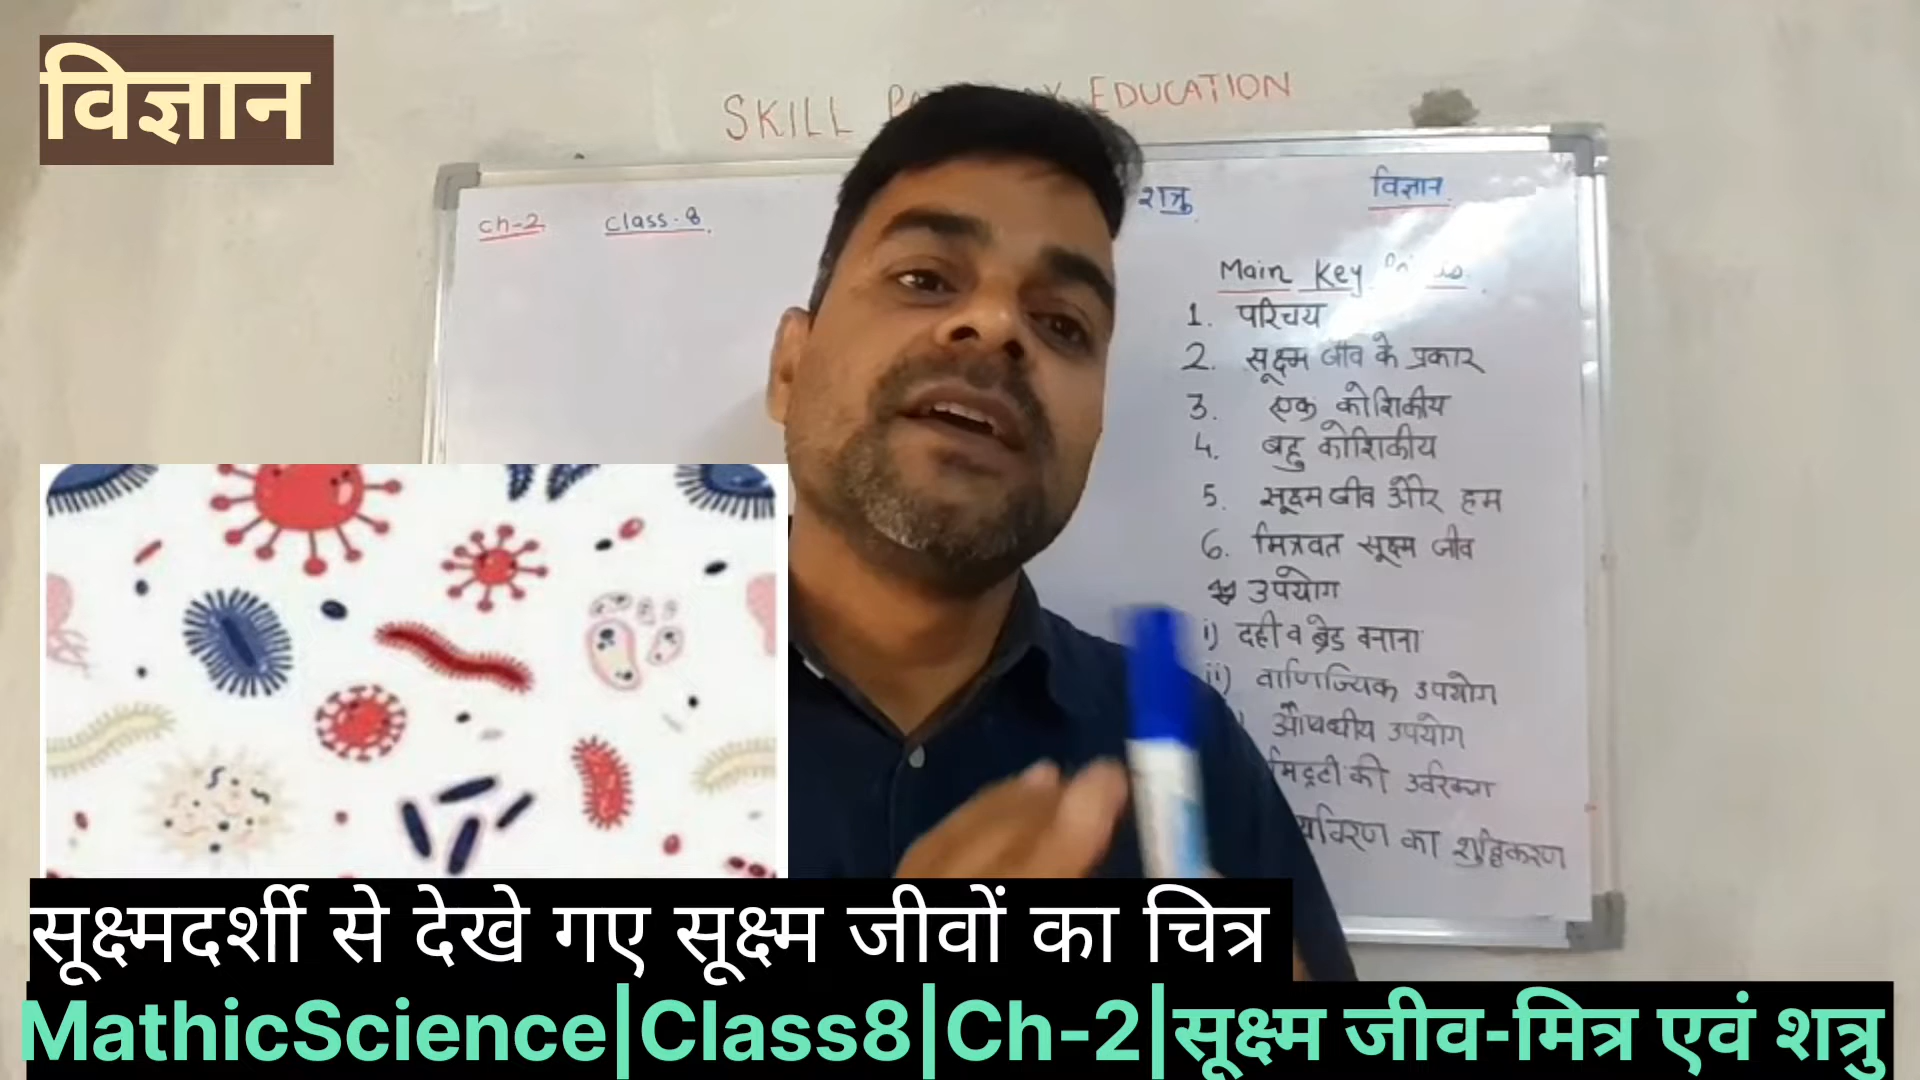 विज्ञान
SKILL EDUCATION
Ch-2 Class-8 शत्रु विज्ञान
Main Key
1. परिचय
2. सूक्ष्म जीव के प्रकार
3. एक कोशिकीय
4. बहु कोशिकीय
5. सूक्ष्म जीव और हम
6. मित्रवत सूक्ष्म जीव
उपयोग
i) दही व ब्रेड बनाना
ii) वाणिज्यिक उपयोग
औषधीय उपयोग
मिट्टी की उर्वरकता
का शुद्धिकरण
सूक्ष्मदर्शी से देखे गए सूक्ष्म जीवों का चित्र
MathicScience|Class8|Ch-2|सूक्ष्म जीव-मित्र एवं शत्रु